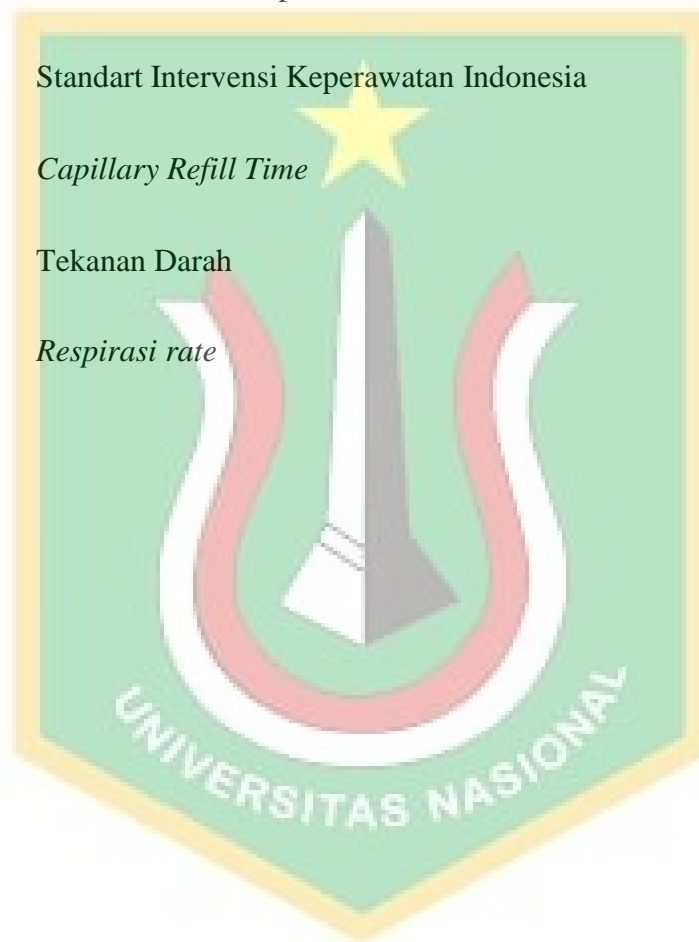 Standart Intervensi Keperawatan Indonesia
Capillary Refill Time
Tekanan Darah
Respirasi rate
UNIVERSITAS NASIONAL